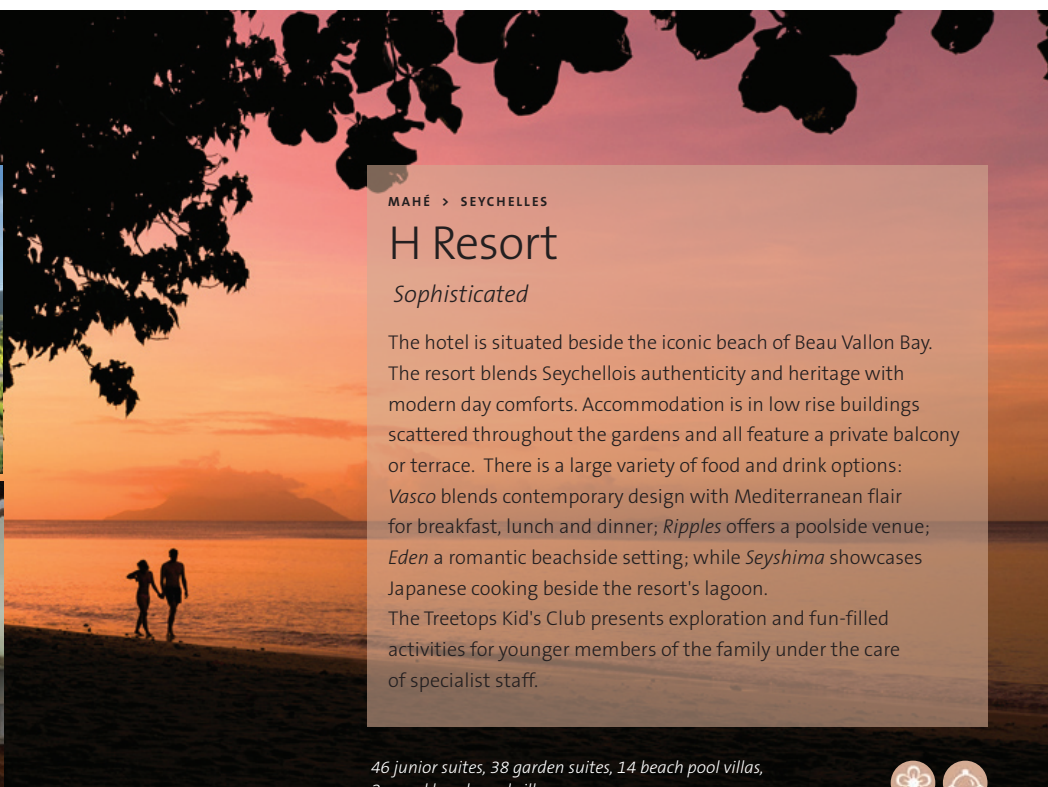 MAHÉ > SEYCHELLES
H Resort
Sophisticated
The hotel is situated beside the iconic beach of Beau Vallon Bay.
The resort blends Seychellois authenticity and heritage with
modern day comforts. Accommodation is in low rise buildings
scattered throughout the gardens and all feature a private balcony
or terrace.  There is a large variety of food and drink options:
Vasco blends contemporary design with Mediterranean flair
for breakfast, lunch and dinner; Ripples offers a poolside venue;
Eden a romantic beachside setting; while Seyshima showcases
Japanese cooking beside the resort's lagoon.
The Treetops Kid's Club presents exploration and fun-filled
activities for younger members of the family under the care
of specialist staff.
46 junior suites, 38 garden suites, 14 beach pool villas,